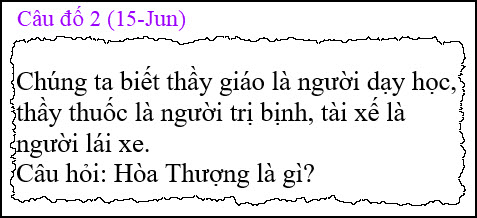 Câu đố 2 (15-Jun)
Chúng ta biết thầy giáo là người dạy học,
thầy thuốc là người trị bịnh, tài xế là
người lái xe.
Câu hỏi: Hòa Thượng là gì?